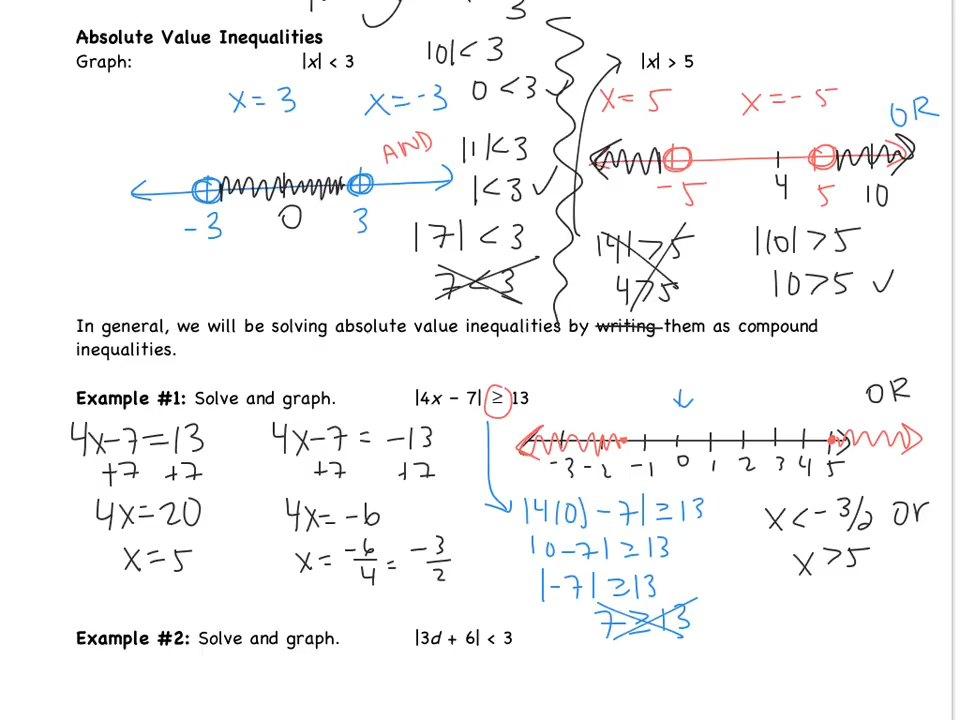 3
Absolute Value Inequalities
Graph: |x| < 3 |x| > 5
|0| < 3
0 < 3 ✓
x = 3 x = -3
x = 5 x = -5
OR
AND
|1| < 3
1 < 3 ✓
-3 0 3
-5 4 5 10
|7| < 3
7 < 3
|4| > 5
4 > 5
|10| > 5
10 > 5 ✓
In general, we will be solving absolute value inequalities by writing them as compound
inequalities.
Example #1: Solve and graph. |4x − 7| ≥ 13
OR
4x-7 = 13
+7 +7
4x = 20
x = 5
4x-7 = -13
+7 +7
4x = -6
x = -6/4 = -3/2
-3 -2 -1 0 1 2 3 4 5
|4(0) - 7| ≥ 13
|0-7| ≥ 13
|-7| ≥ 13
7 ≥ 13
x < -3/2 or
x > 5
Example #2: Solve and graph. |3d + 6| < 3